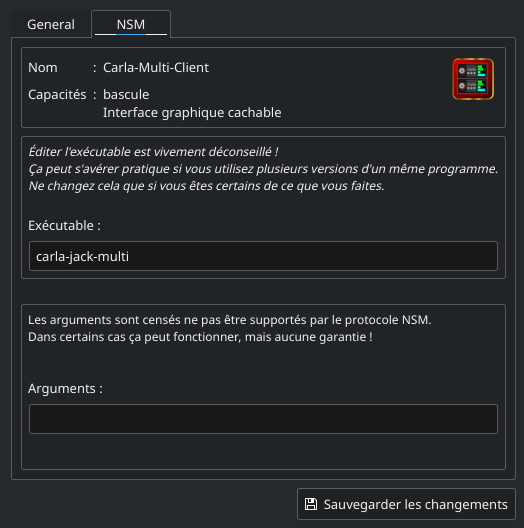 General
NSM
Nom : Carla-Multi-Client
Capacités : bascule
Interface graphique cachable
Éditer l'exécutable est vivement déconseillé !
Ça peut s'avérer pratique si vous utilisez plusieurs versions d'un même programme.
Ne changez cela que si vous êtes certains de ce que vous faites.
Exécutable :
carla-jack-multi
Les arguments sont censés ne pas être supportés par le protocole NSM.
Dans certains cas ça peut fonctionner, mais aucune garantie !
Arguments :
Sauvegarder les changements